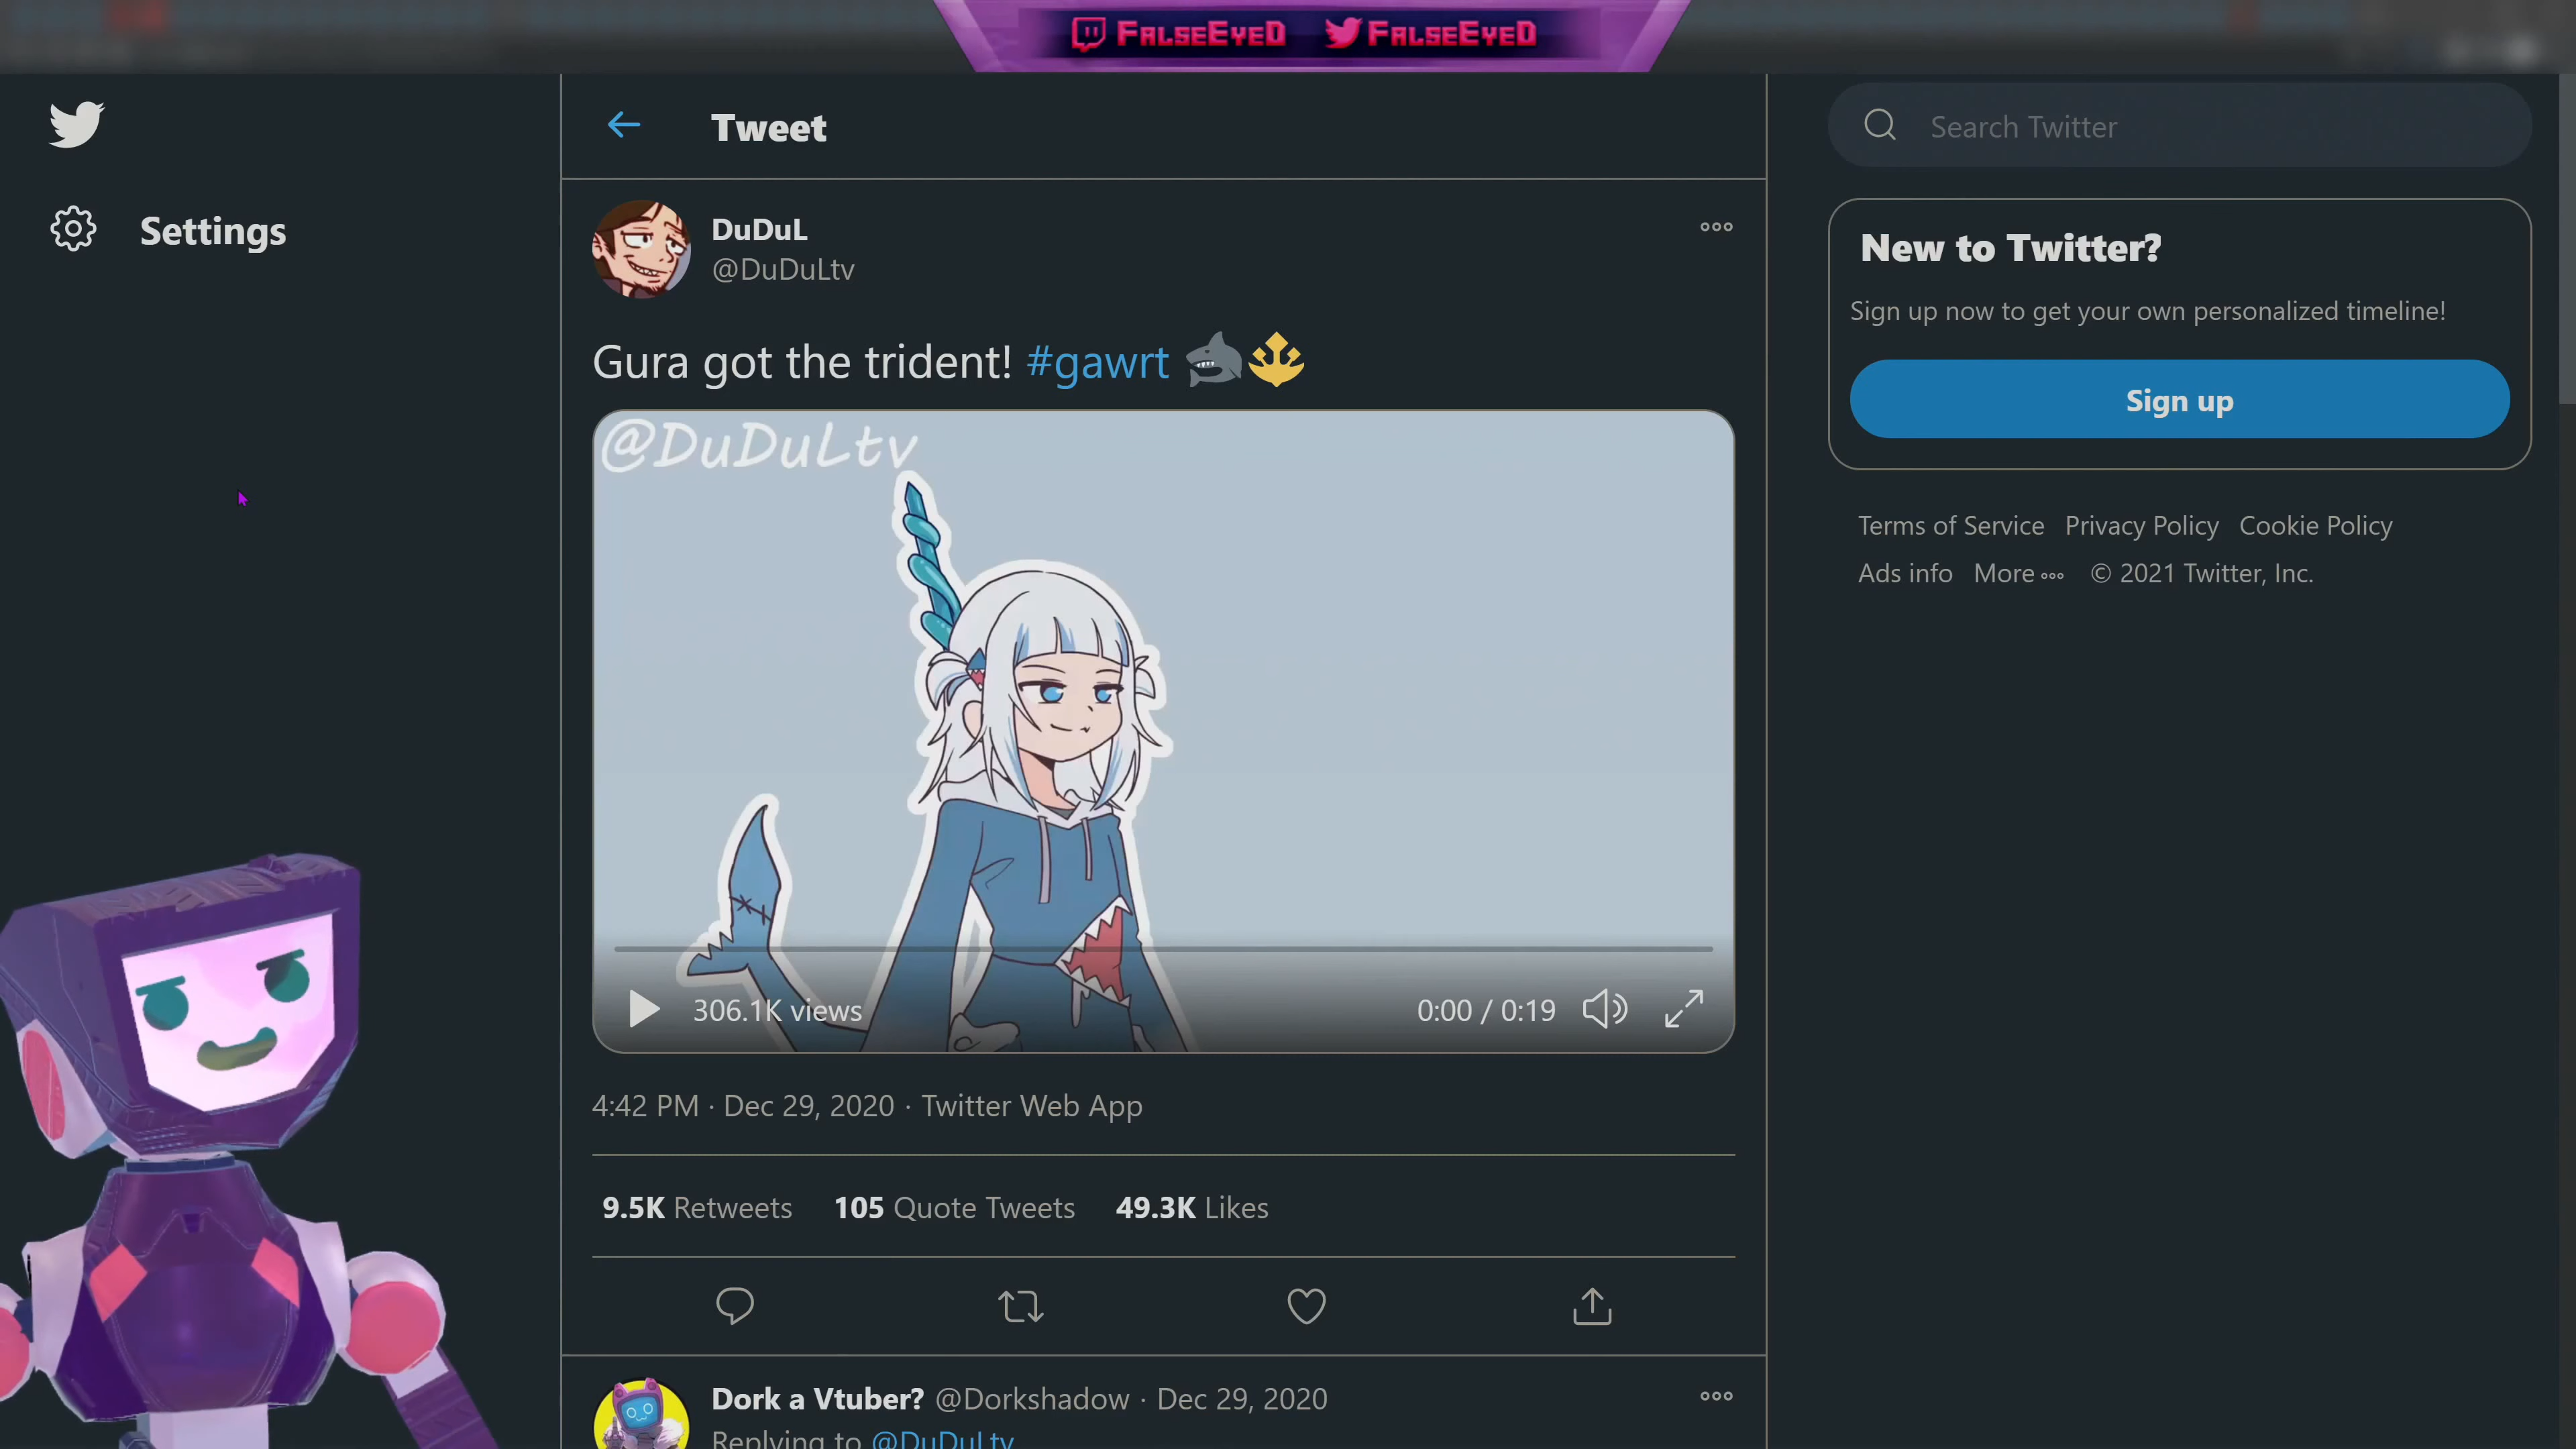 FalseEyeD FalseEyeD
Tweet
Search Twitter
Settings
DuDuL
@DuDuLtv
Gura got the trident! #gawrt
@DuDuLtv
306.1K views
0:00 / 0:19
4:42 PM · Dec 29, 2020 · Twitter Web App
9.5K Retweets 105 Quote Tweets 49.3K Likes
Dork a Vtuber? @Dorkshadow · Dec 29, 2020
Replying to @DuDuLtv
New to Twitter?
Sign up now to get your own personalized timeline!
Sign up
Terms of Service Privacy Policy Cookie Policy
Ads info More © 2021 Twitter, Inc.